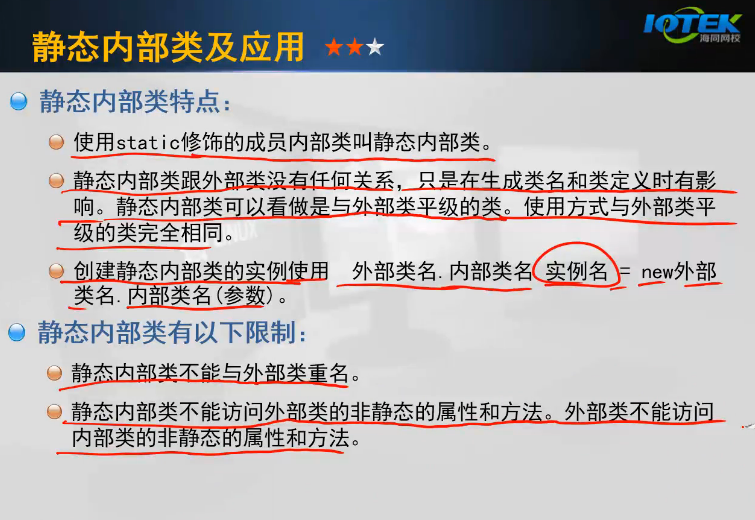 静态内部类及应用
IOTEK
海同网校
静态内部类特点：
使用static修饰的成员内部类叫静态内部类。
静态内部类跟外部类没有任何关系，只是在生成类名和类定义时有影
响。静态内部类可以看做是与外部类平级的类。使用方式与外部类平
级的类完全相同。
创建静态内部类的实例使用 外部类名.内部类名 实例名 = new外部
类名.内部类名(参数)。
静态内部类有以下限制：
静态内部类不能与外部类重名。
静态内部类不能访问外部类的非静态的属性和方法。外部类不能访问
内部类的非静态的属性和方法。